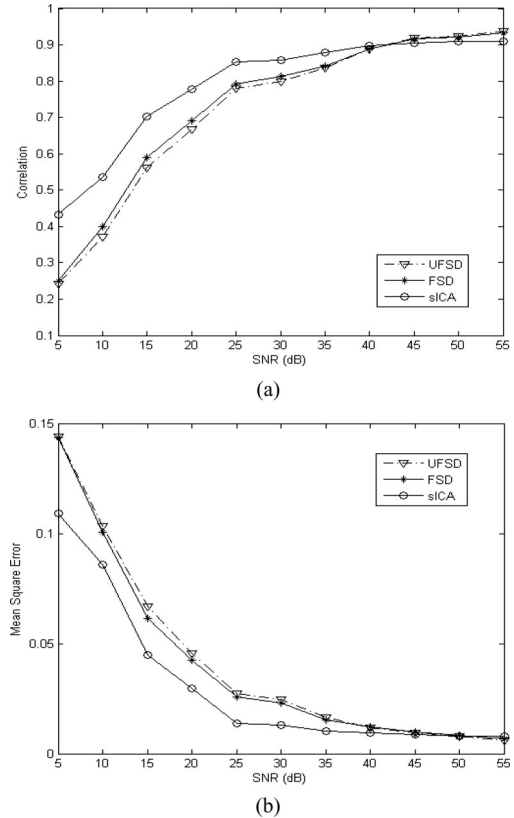 1
0.9
0.8
0.7
0.6
0.5
0.4
0.3
0.2
0.1
Correlation
UFSD
FSD
sICA
5 10 15 20 25 30 35 40 45 50 55
SNR (dB)
(a)
0.15
0.1
0.05
0
Mean Square Error
UFSD
FSD
sICA
5 10 15 20 25 30 35 40 45 50 55
SNR (dB)
(b)